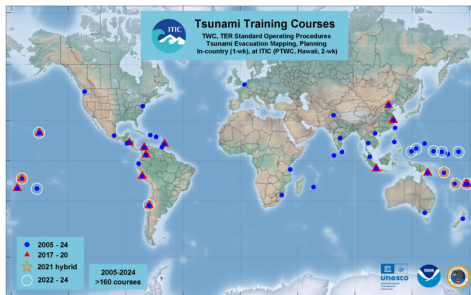 ITIC
Tsunami Training Courses
TWC, TER Standard Operating Procedures
Tsunami Evacuation Mapping, Planning
In-country (1-wk), at ITIC (PTWC, Hawaii, 2-wk)
2005 - 24
2017 - 20
2021 hybrid
2022 - 24
2005-2024
>160 courses
?
unesco
NOAA